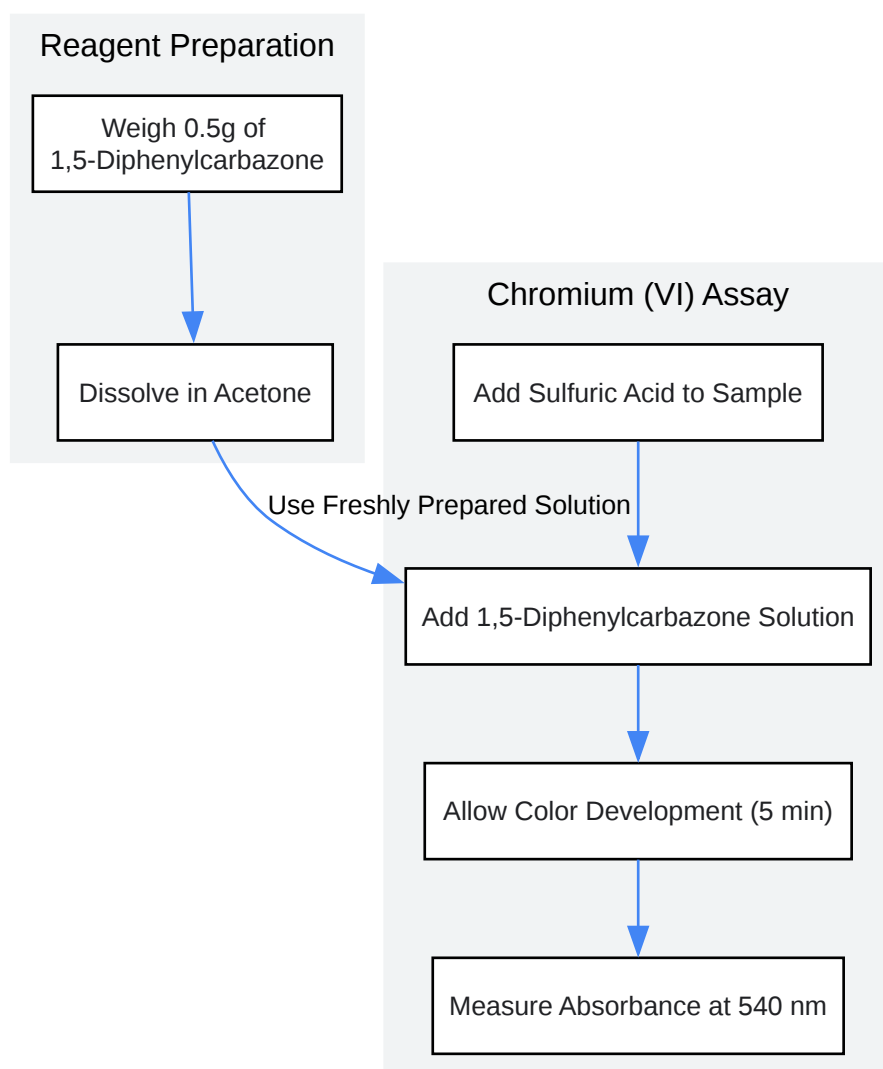 Reagent Preparation
Weigh 0.5g of
1,5-Diphenylcarbazone
Dissolve in Acetone
Use Freshly Prepared Solution
Chromium (VI) Assay
Add Sulfuric Acid to Sample
Add 1,5-Diphenylcarbazone Solution
Allow Color Development (5 min)
Measure Absorbance at 540 nm